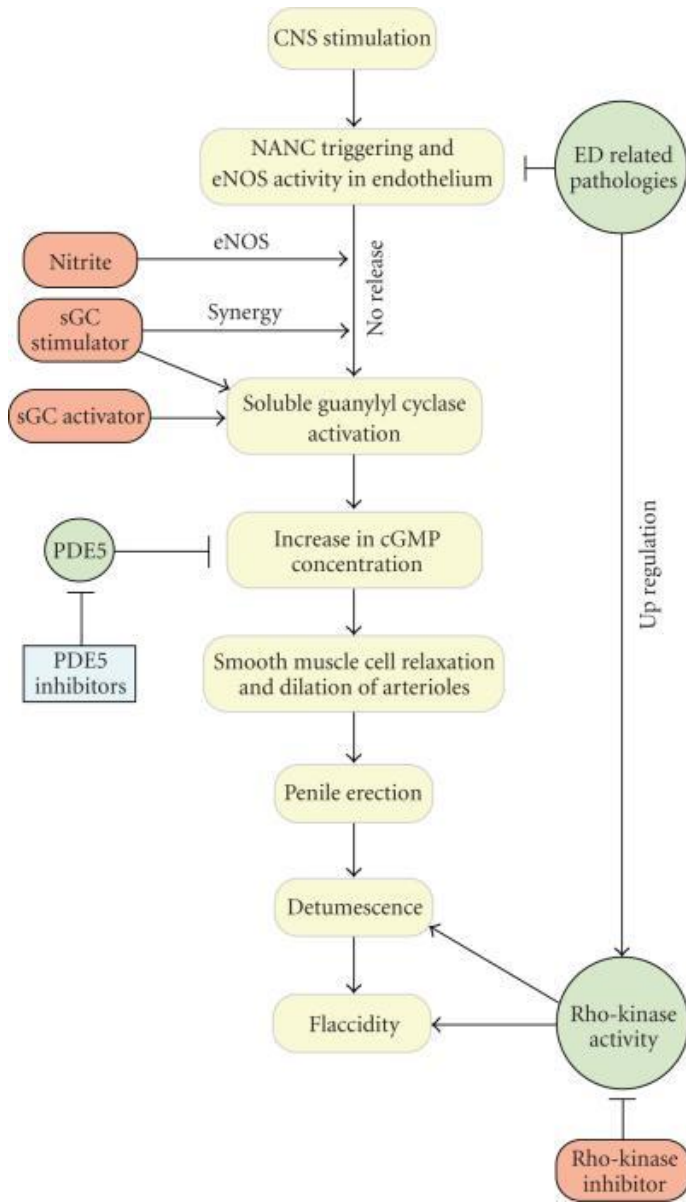 CNS stimulation
NANC triggering and
eNOS activity in endothelium
ED related
pathologies
Nitrite
eNOS
No release
sGC
stimulator
Synergy
sGC activator
Soluble guanylyl cyclase
activation
PDE5
Increase in cGMP
concentration
Up regulation
PDE5
inhibitors
Smooth muscle cell relaxation
and dilation of arterioles
Penile erection
Detumescence
Flaccidity
Rho-kinase
activity
Rho-kinase
inhibitor